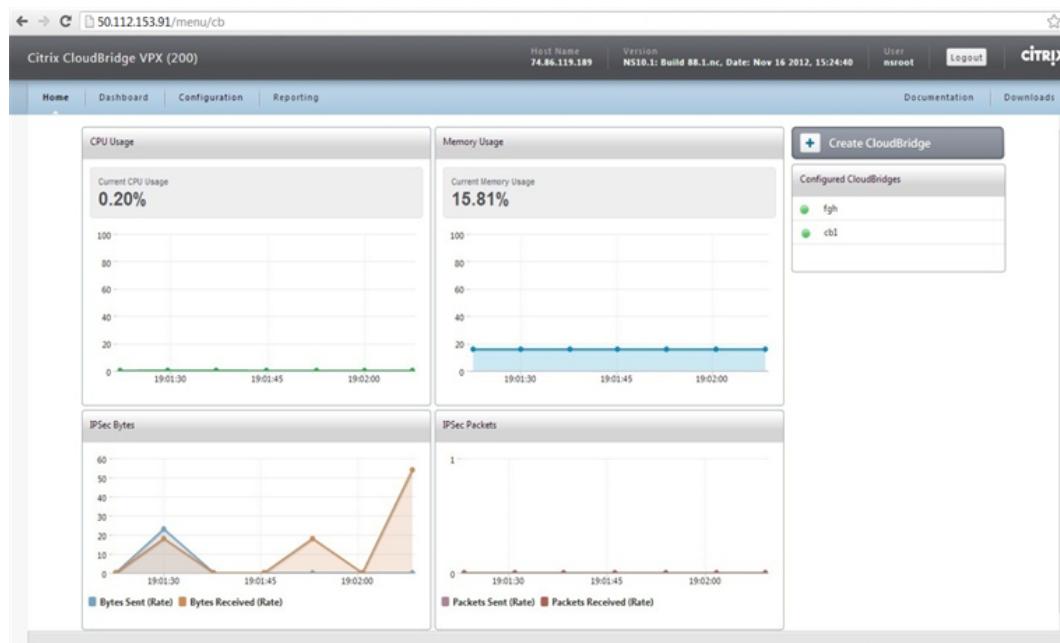 50.112.153.91/menu/cb
Citrix CloudBridge VPX (200)
Host Name
74.86.119.189
Version
NS10.1: Build 88.1.nc, Date: Nov 16 2012, 15:24:40
User
nsroot
Logout
CITRIX
Home Dashboard Configuration Reporting Documentation Downloads
CPU Usage
Current CPU Usage
0.20%
100
80
60
40
20
0
19:01:30 19:01:45 19:02:00
Memory Usage
Current Memory Usage
15.81%
100
80
60
40
20
0
19:01:30 19:01:45 19:02:00
Create CloudBridge
Configured CloudBridges
fgh
cb1
IPSec Bytes
60
50
40
30
20
10
0
19:01:30 19:01:45 19:02:00
Bytes Sent (Rate) Bytes Received (Rate)
IPSec Packets
1
0
19:01:30 19:01:45 19:02:00
Packets Sent (Rate) Packets Received (Rate)